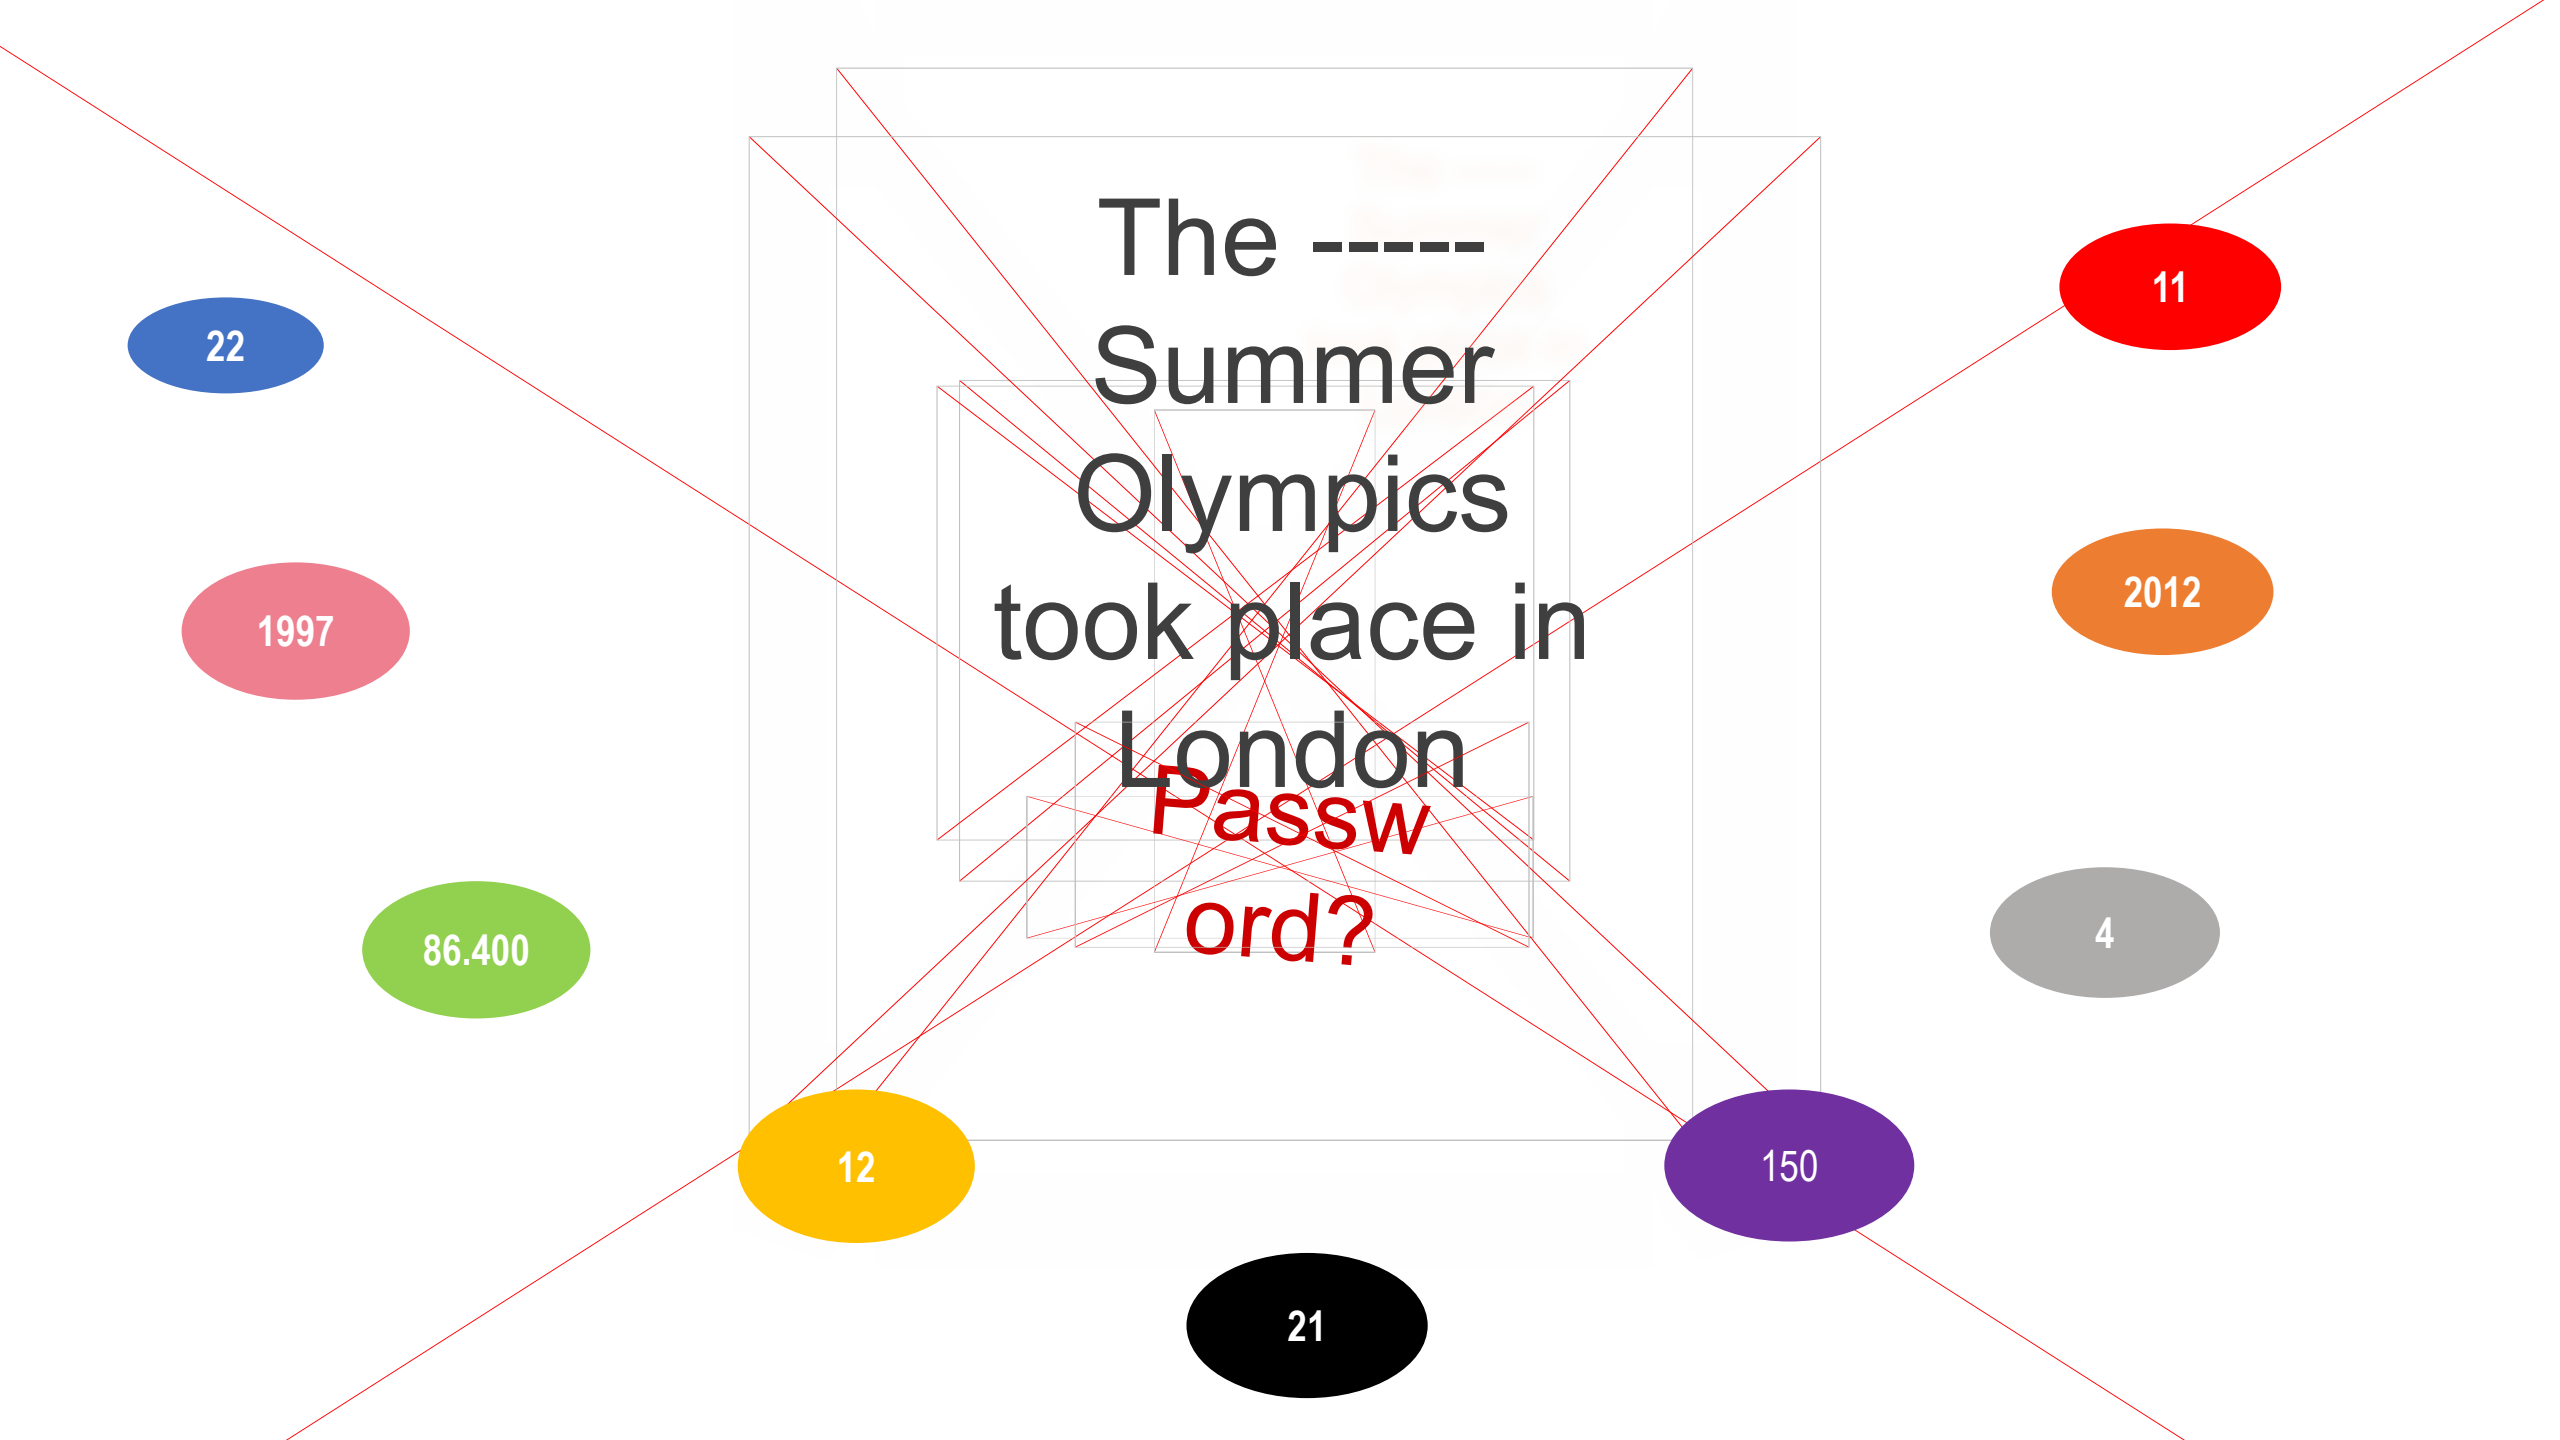 The -----
Summer
Olympics
took place in
London
Passw
ord?
11
22
2012
1997
4
86.400
12
150
21